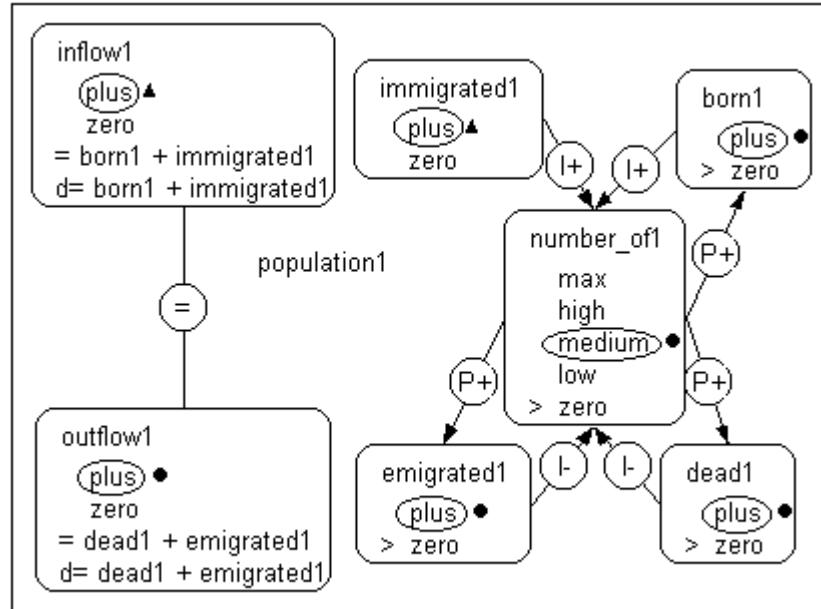 inflow1
plus
zero
= born1 + immigrated1
d= born1 + immigrated1
immigrated1
plus
zero
born1
plus
> zero
I+
I+
number_of1
max
high
medium
low
> zero
P+
population1
=
P+
P+
outflow1
plus
zero
= dead1 + emigrated1
d= dead1 + emigrated1
emigrated1
plus
> zero
I-
I-
dead1
plus
> zero